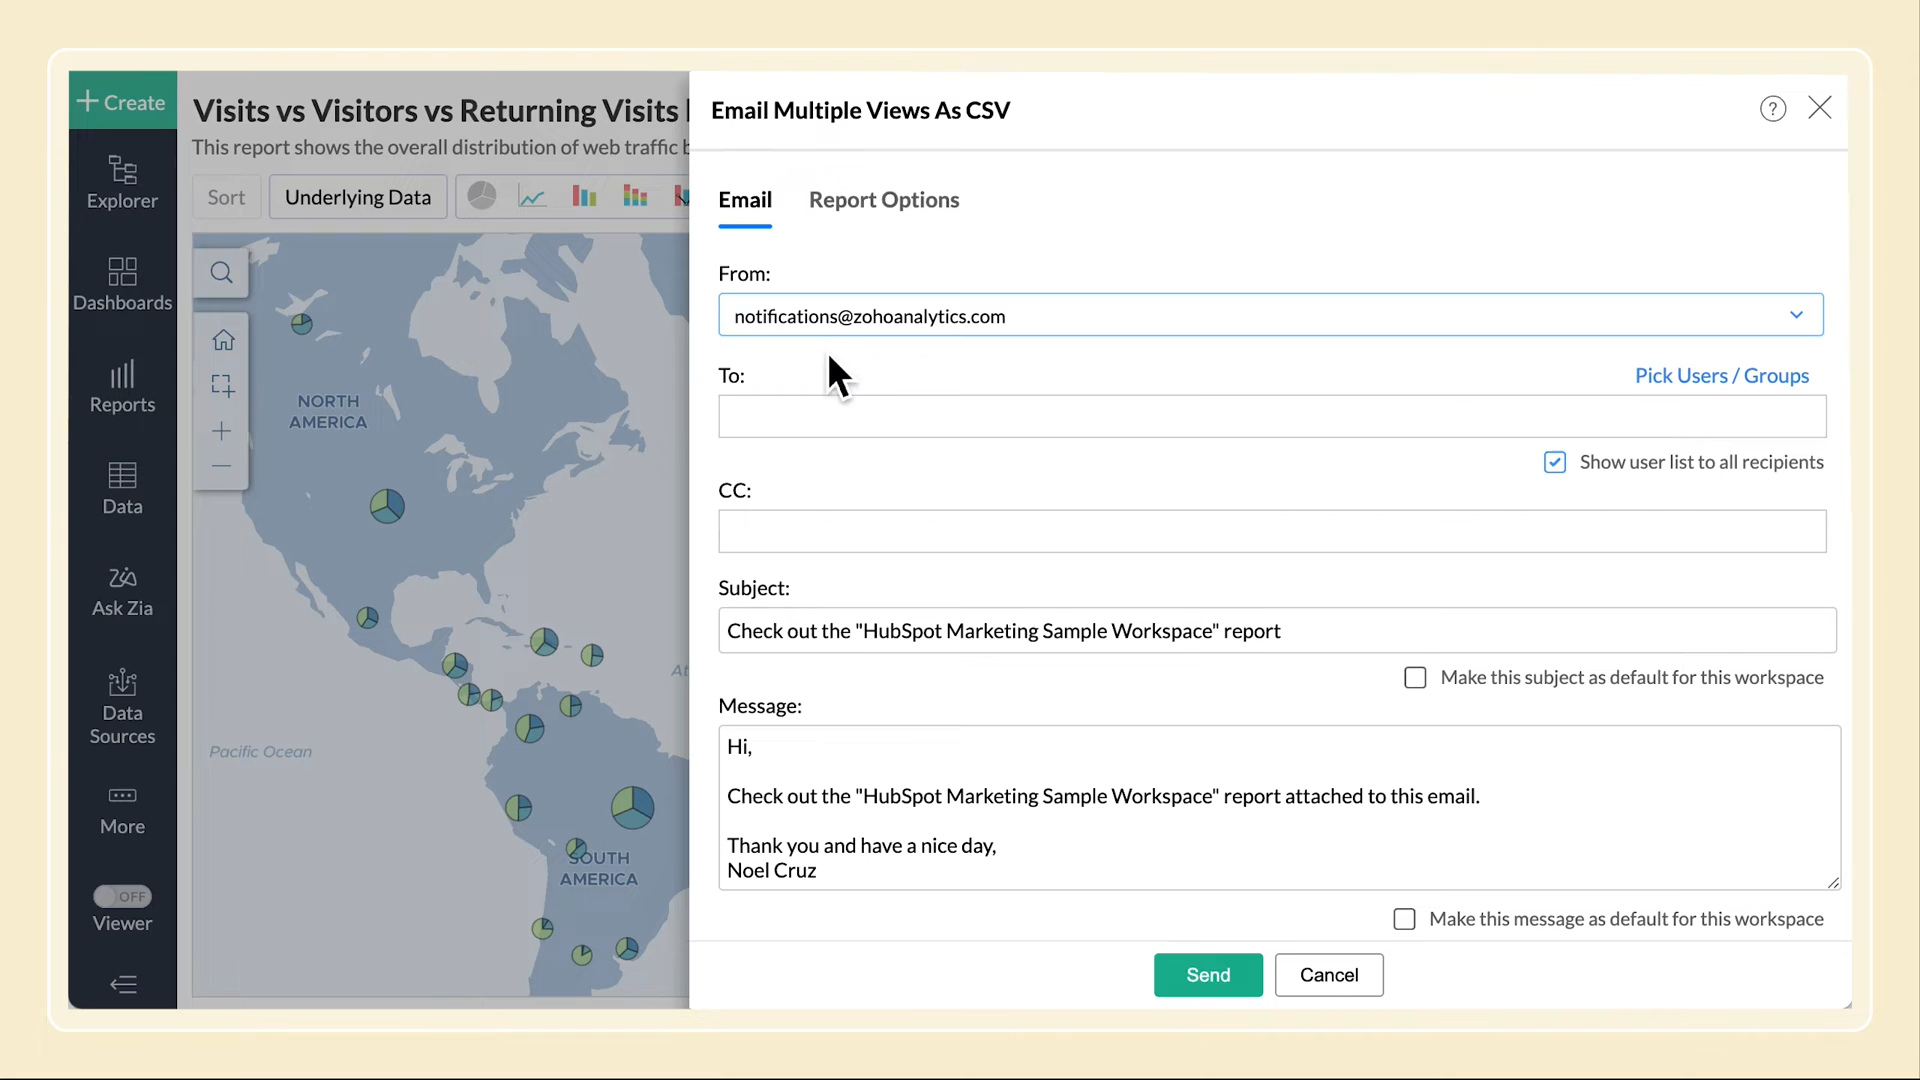 Create
Explorer
Dashboards
Reports
Data
Ask Zia
Data
Sources
More
OFF
Viewer
Visits vs Visitors vs Returning Visits
This report shows the overall distribution of web traffic
Sort
Underlying Data
NORTH
AMERICA
Pacific Ocean
SOUTH
AMERICA
Email Multiple Views As CSV
?
Email
Report Options
From:
notifications@zohoanalytics.com
To:
Pick Users / Groups
Show user list to all recipients
CC:
Subject:
Check out the "HubSpot Marketing Sample Workspace" report
Make this subject as default for this workspace
Message:
Hi,
Check out the "HubSpot Marketing Sample Workspace" report attached to this email.
Thank you and have a nice day,
Noel Cruz
Make this message as default for this workspace
Send
Cancel